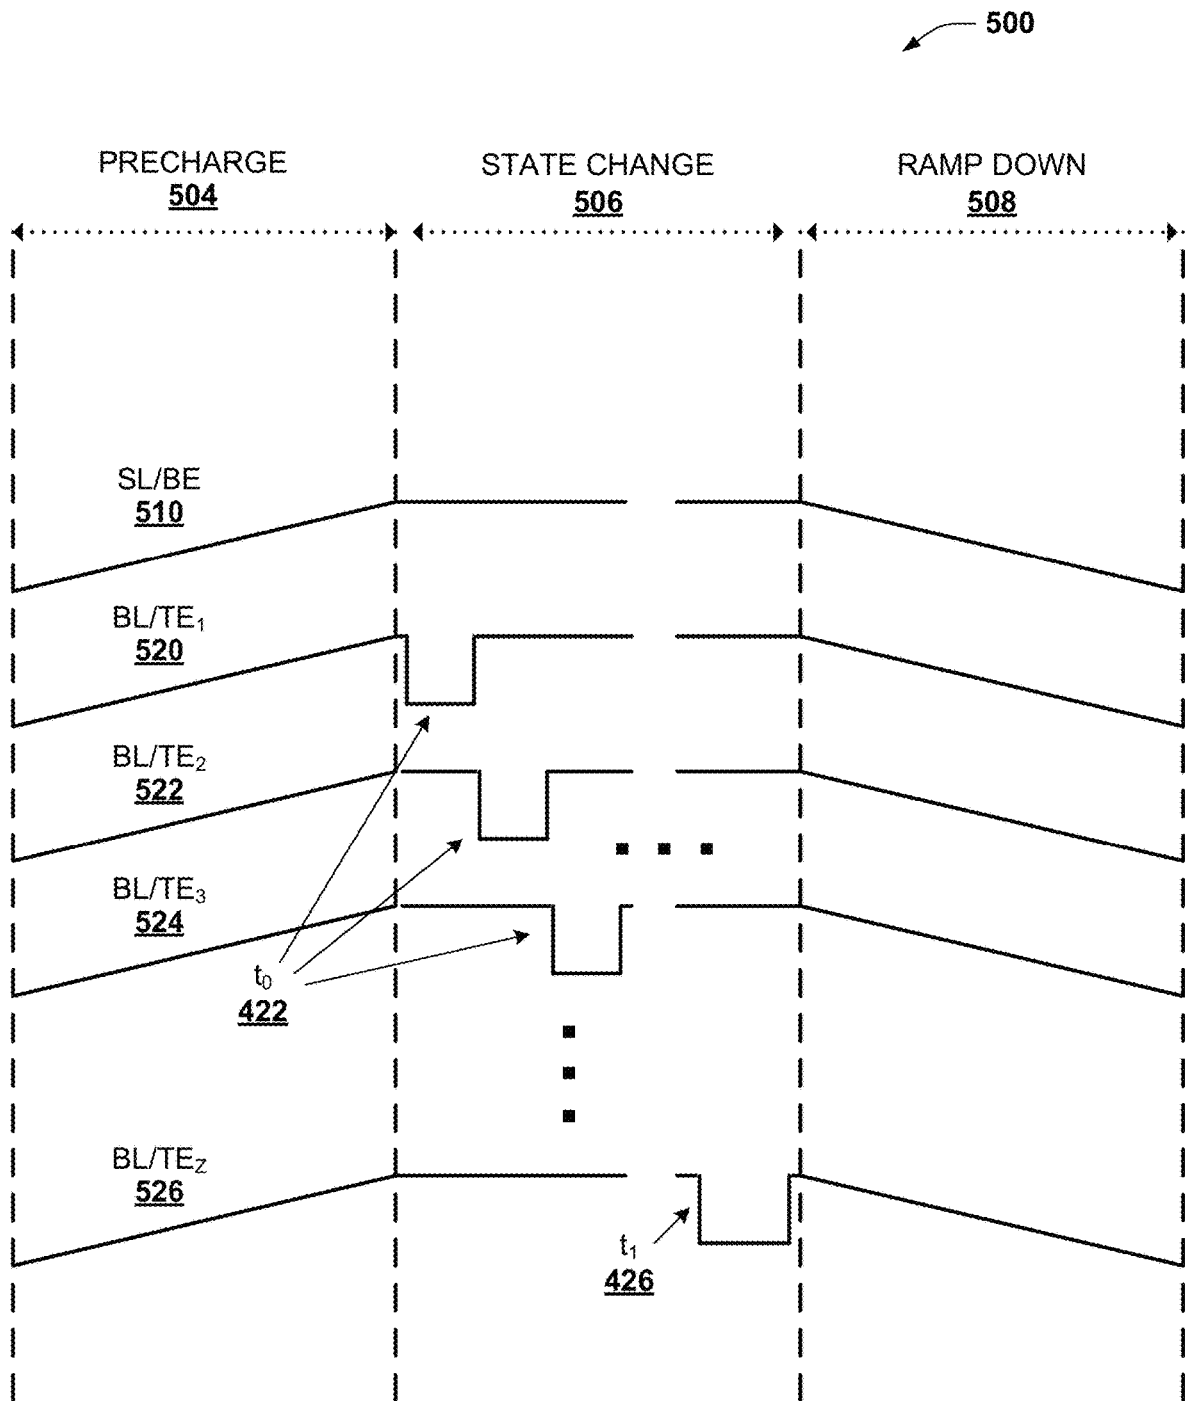 500
PRECHARGE
504
STATE CHANGE
506
RAMP DOWN
508
SL/BE
510
BL/TE₁
520
BL/TE₂
522
BL/TE₃
524
t₀
422
BL/TE_Z
526
t₁
426